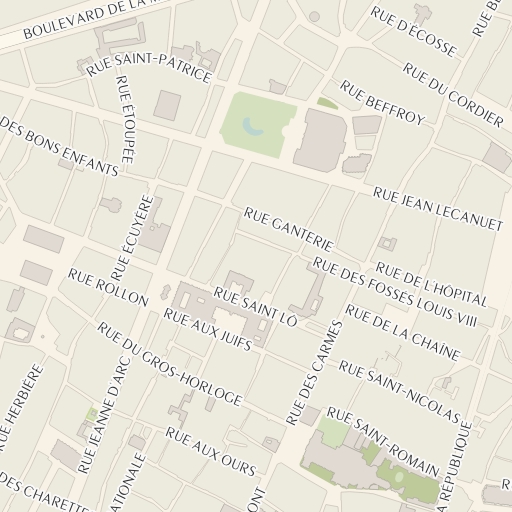 BOULEVARD DE LA M
RUE D'ÉCOSSE
RUE B
RUE SAINT-PATRICE
RUE DU CORDIER
RUE BEFFROY
RUE ÉTOUPÉE
DES BONS ENFANTS
RUE JEAN LECANUET
RUE GANTERIE
RUE ÉCUYÈRE
RUE DES FOSSES LOUIS VIII
RUE DE L'HÔPITAL
RUE ROLLON
RUE SAINT LÔ
RUE AUX JUIFS
RUE DE LA CHAÎNE
RUE DU GROS-HORLOGE
RUE DES CARMES
RUE SAINT-NICOLAS
RUE HERBIÈRE
RUE JEANNE D'ARC
RUE SAINT-ROMAIN
RUE AUX OURS
A RÉPUBLIQUE
DES CHARETTE
ATIONALE
ONT
R